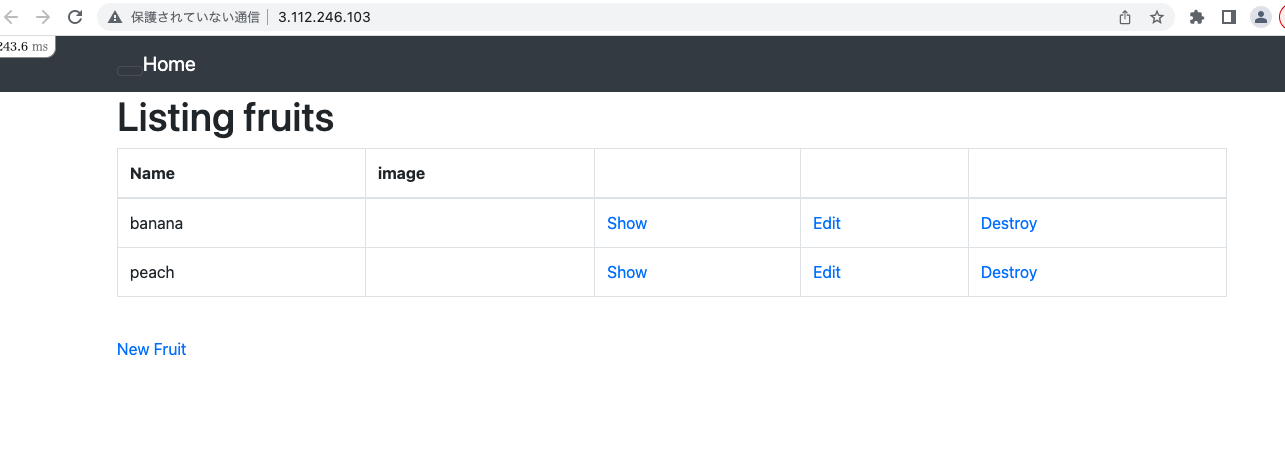 保護されていない通信 3.112.246.103
243.6 ms
Home
Listing fruits
Name image
banana Show Edit Destroy
peach Show Edit Destroy
New Fruit